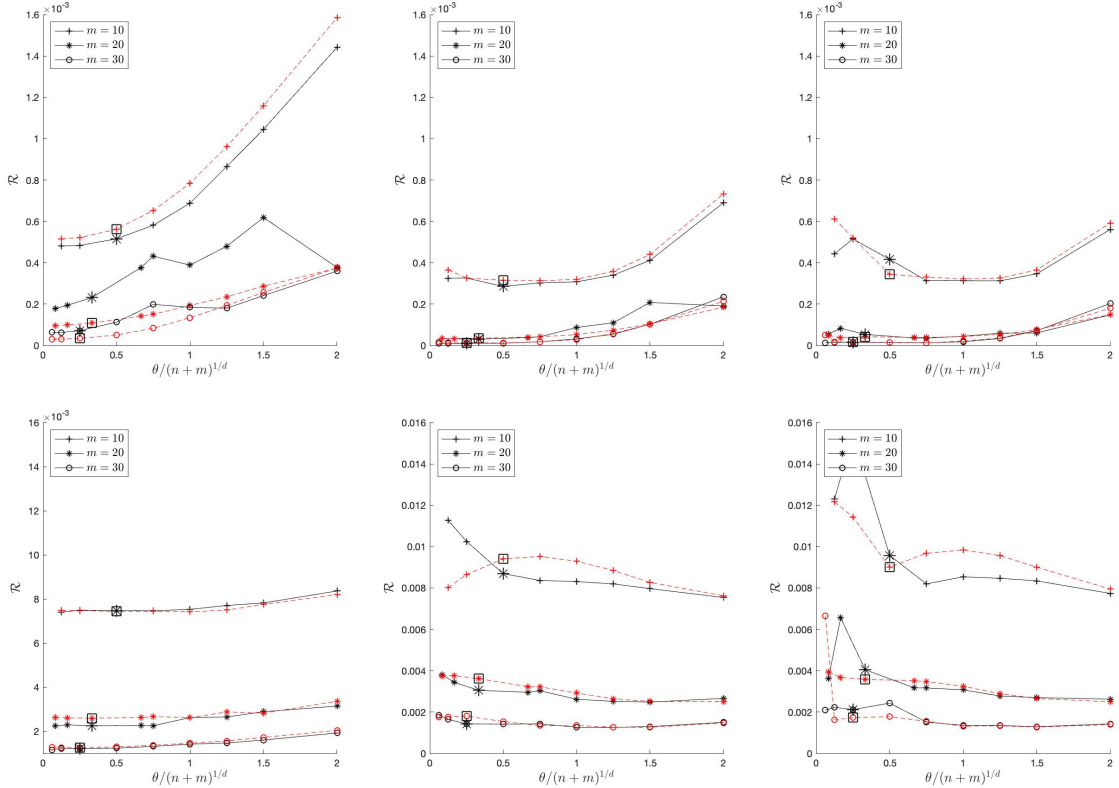 ×10⁻³
1.6
1.4
1.2
1
0.8
0.6
0.4
0.2
0
m = 10
m = 20
m = 30
ℛ
0 0.5 1 1.5 2
θ/(n + m)^{1/d}
×10⁻³
1.6
1.4
1.2
1
0.8
0.6
0.4
0.2
0
m = 10
m = 20
m = 30
ℛ
0 0.5 1 1.5 2
θ/(n + m)^{1/d}
×10⁻³
1.6
1.4
1.2
1
0.8
0.6
0.4
0.2
0
m = 10
m = 20
m = 30
ℛ
0 0.5 1 1.5 2
θ/(n + m)^{1/d}
×10⁻³
16
14
12
10
8
6
4
2
m = 10
m = 20
m = 30
ℛ
0 0.5 1 1.5 2
θ/(n + m)^{1/d}
0.016
0.014
0.012
0.01
0.008
0.006
0.004
0.002
0
m = 10
m = 20
m = 30
ℛ
0 0.5 1 1.5 2
θ/(n + m)^{1/d}
0.016
0.014
0.012
0.01
0.008
0.006
0.004
0.002
0
m = 10
m = 20
m = 30
ℛ
0 0.5 1 1.5 2
θ/(n + m)^{1/d}